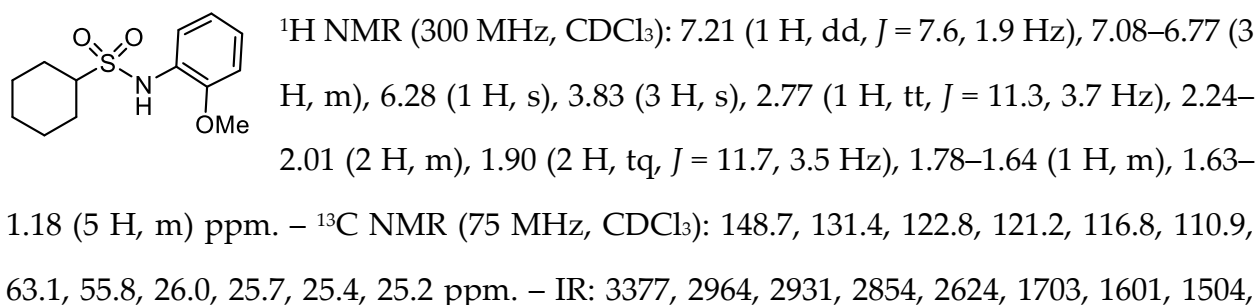 O O
S
N
H
OMe
¹H NMR (300 MHz, CDCl₃): 7.21 (1 H, dd, J = 7.6, 1.9 Hz), 7.08–6.77 (3
H, m), 6.28 (1 H, s), 3.83 (3 H, s), 2.77 (1 H, tt, J = 11.3, 3.7 Hz), 2.24–
2.01 (2 H, m), 1.90 (2 H, tq, J = 11.7, 3.5 Hz), 1.78–1.64 (1 H, m), 1.63–
1.18 (5 H, m) ppm. – ¹³C NMR (75 MHz, CDCl₃): 148.7, 131.4, 122.8, 121.2, 116.8, 110.9,
63.1, 55.8, 26.0, 25.7, 25.4, 25.2 ppm. – IR: 3377, 2964, 2931, 2854, 2624, 1703, 1601, 1504,